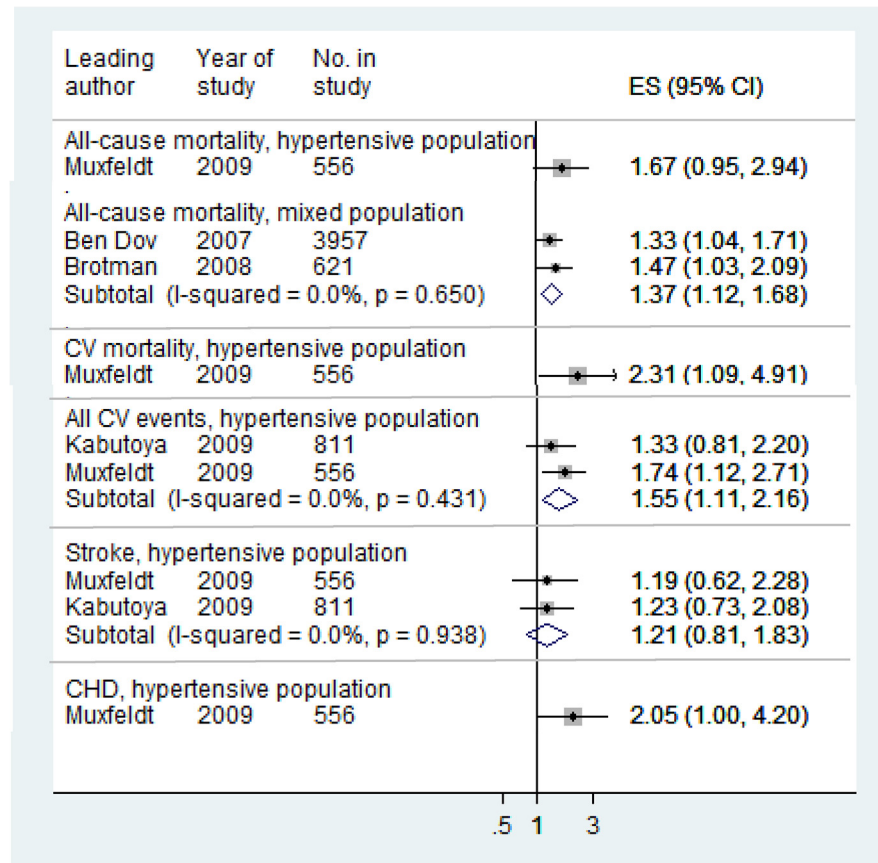 Leading Year of No. in
author study study ES (95% CI)
All-cause mortality, hypertensive population
Muxfeldt 2009 556 1.67 (0.95, 2.94)
.
All-cause mortality, mixed population
Ben Dov 2007 3957 1.33 (1.04, 1.71)
Brotman 2008 621 1.47 (1.03, 2.09)
Subtotal (I-squared = 0.0%, p = 0.650) 1.37 (1.12, 1.68)
.
CV mortality, hypertensive population
Muxfeldt 2009 556 2.31 (1.09, 4.91)
.
All CV events, hypertensive population
Kabutoya 2009 811 1.33 (0.81, 2.20)
Muxfeldt 2009 556 1.74 (1.12, 2.71)
Subtotal (I-squared = 0.0%, p = 0.431) 1.55 (1.11, 2.16)
Stroke, hypertensive population
Muxfeldt 2009 556 1.19 (0.62, 2.28)
Kabutoya 2009 811 1.23 (0.73, 2.08)
Subtotal (I-squared = 0.0%, p = 0.938) 1.21 (0.81, 1.83)
CHD, hypertensive population
Muxfeldt 2009 556 2.05 (1.00, 4.20)
.5 1 3